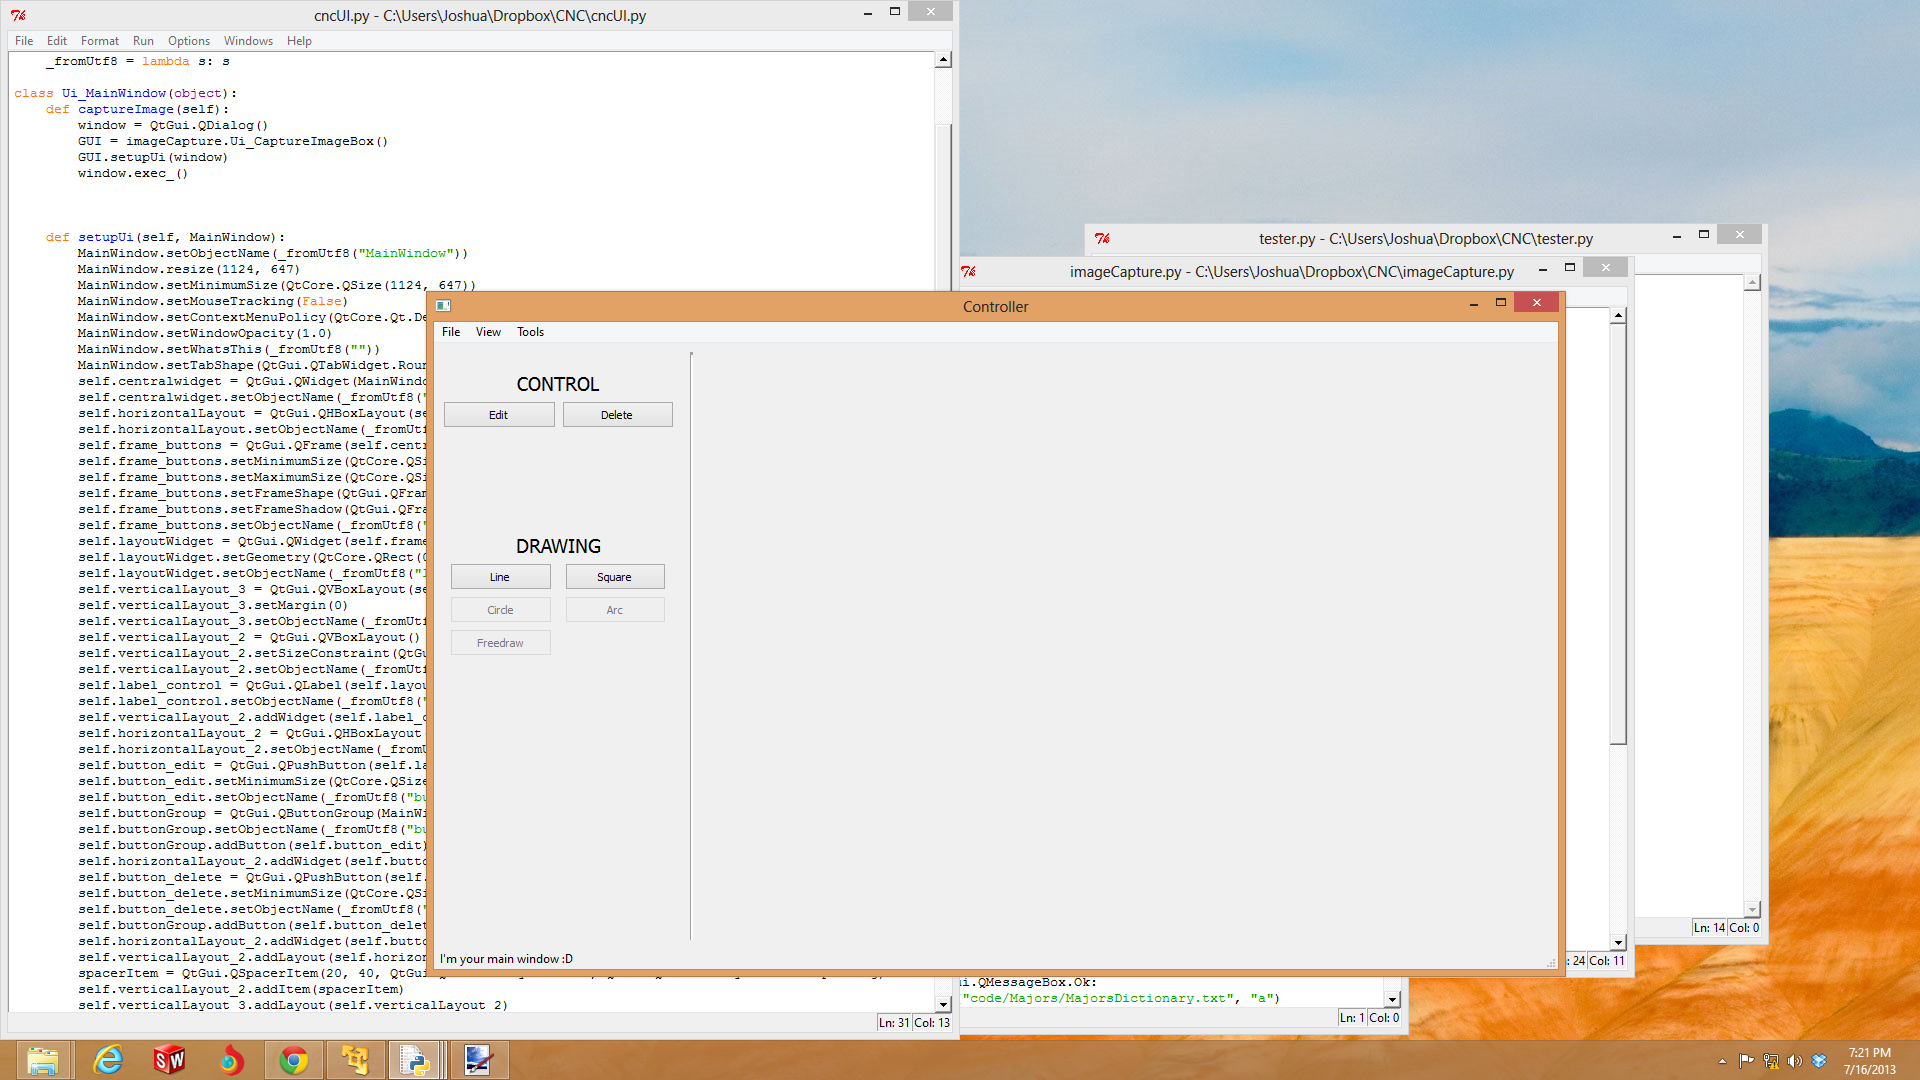 cncUI.py - C:\Users\Joshua\Dropbox\CNC\cncUI.py
File Edit Format Run Options Windows Help
_fromUtf8 = lambda s: s
class Ui_MainWindow(object):
def captureImage(self):
window = QtGui.QDialog()
GUI = imageCapture.Ui_CaptureImageBox()
GUI.setupUi(window)
window.exec_()
def setupUi(self, MainWindow):
MainWindow.setObjectName(_fromUtf8("MainWindow"))
MainWindow.resize(1124, 647)
MainWindow.setMinimumSize(QtCore.QSize(1124, 647))
MainWindow.setMouseTracking(False)
MainWindow.setContextMenuPolicy(QtCore.Qt.De
MainWindow.setWindowOpacity(1.0)
MainWindow.setWhatsThis(_fromUtf8(""))
MainWindow.setTabShape(QtGui.QTabWidget.Roun
self.centralwidget = QtGui.QWidget(MainWindo
self.centralwidget.setObjectName(_fromUtf8("
self.horizontalLayout = QtGui.QHBoxLayout(se
self.horizontalLayout.setObjectName(_fromUtf
self.frame_buttons = QtGui.QFrame(self.centr
self.frame_buttons.setMinimumSize(QtCore.QSi
self.frame_buttons.setMaximumSize(QtCore.QSi
self.frame_buttons.setFrameShape(QtGui.QFram
self.frame_buttons.setFrameShadow(QtGui.QFra
self.frame_buttons.setObjectName(_fromUtf8("
self.layoutWidget = QtGui.QWidget(self.frame
self.layoutWidget.setGeometry(QtCore.QRect(0
self.layoutWidget.setObjectName(_fromUtf8("l
self.verticalLayout_3 = QtGui.QVBoxLayout(se
self.verticalLayout_3.setMargin(0)
self.verticalLayout_3.setObjectName(_fromUtf
self.verticalLayout_2 = QtGui.QVBoxLayout()
self.verticalLayout_2.setSizeConstraint(QtGu
self.verticalLayout_2.setObjectName(_fromUtf
self.label_control = QtGui.QLabel(self.layou
self.label_control.setObjectName(_fromUtf8("
self.verticalLayout_2.addWidget(self.label_c
self.horizontalLayout_2 = QtGui.QHBoxLayout(
self.horizontalLayout_2.setObjectName(_fromU
self.button_edit = QtGui.QPushButton(self.la
self.button_edit.setMinimumSize(QtCore.QSize
self.button_edit.setObjectName(_fromUtf8("bu
self.buttonGroup = QtGui.QButtonGroup(MainWi
self.buttonGroup.setObjectName(_fromUtf8("bu
self.buttonGroup.addButton(self.button_edit)
self.horizontalLayout_2.addWidget(self.butto
self.button_delete = QtGui.QPushButton(self.
self.button_delete.setMinimumSize(QtCore.QSi
self.button_delete.setObjectName(_fromUtf8("
self.buttonGroup.addButton(self.button_delet
self.horizontalLayout_2.addWidget(self.butto
self.verticalLayout_2.addLayout(self.horizon
spacerItem = QtGui.QSpacerItem(20, 40, QtGui
self.verticalLayout_2.addItem(spacerItem)
self.verticalLayout_3.addLayout(self.verticalLayout_2)
Ln: 31 Col: 13
tester.py - C:\Users\Joshua\Dropbox\CNC\tester.py
Ln: 14 Col: 0
imageCapture.py - C:\Users\Joshua\Dropbox\CNC\imageCapture.py
: 24 Col: 11
Controller
File View Tools
CONTROL
Edit Delete
DRAWING
Line Square
Circle Arc
Freedraw
I'm your main window :D
ui.QMessageBox.Ok:
"code/Majors/MajorsDictionary.txt", "a")
Ln: 1 Col: 0
SW
7:21 PM
7/16/2013